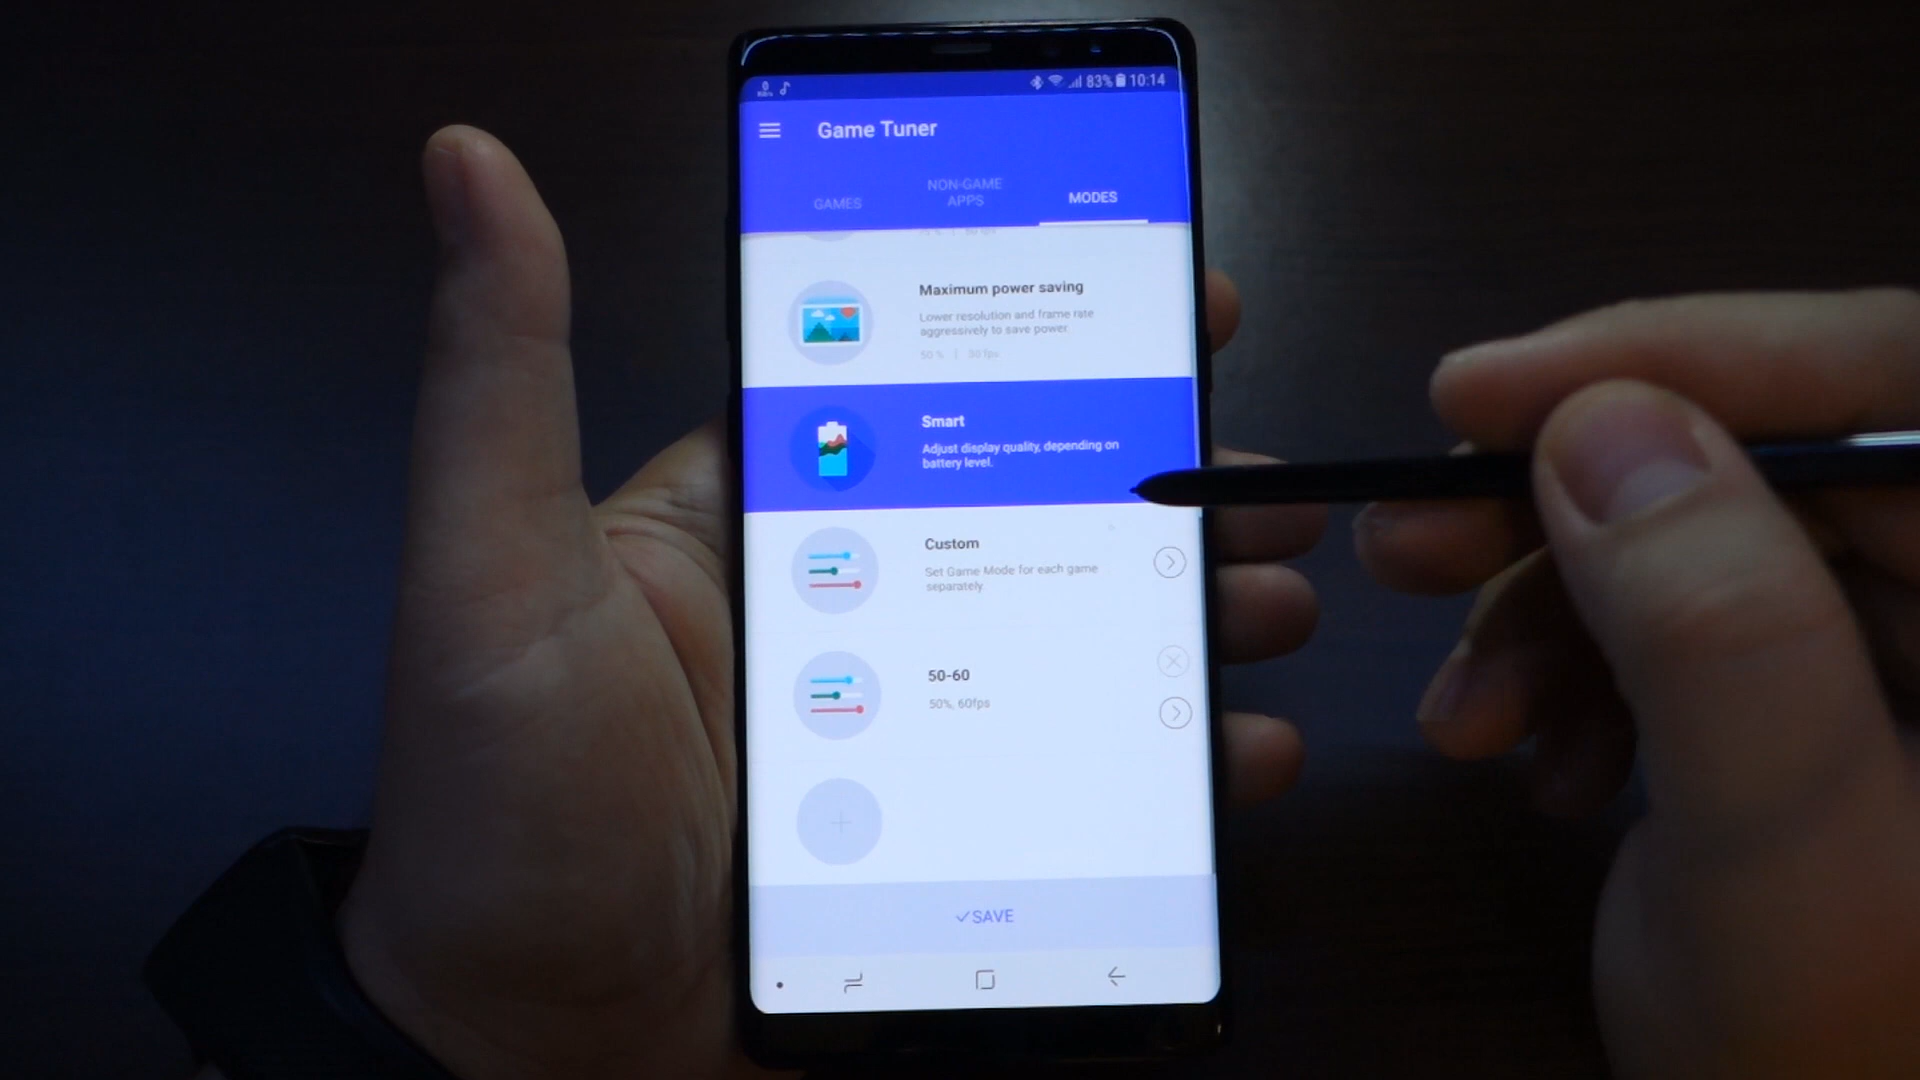 83% 10:14
Game Tuner
GAMES
NON-GAME
APPS
MODES
Maximum power saving
Lower resolution and frame rate
aggressively to save power
50 % | 30 fps
Smart
Adjust display quality, depending on
battery level.
Custom
Set Game Mode for each game
separately.
50-60
50%, 60fps
SAVE